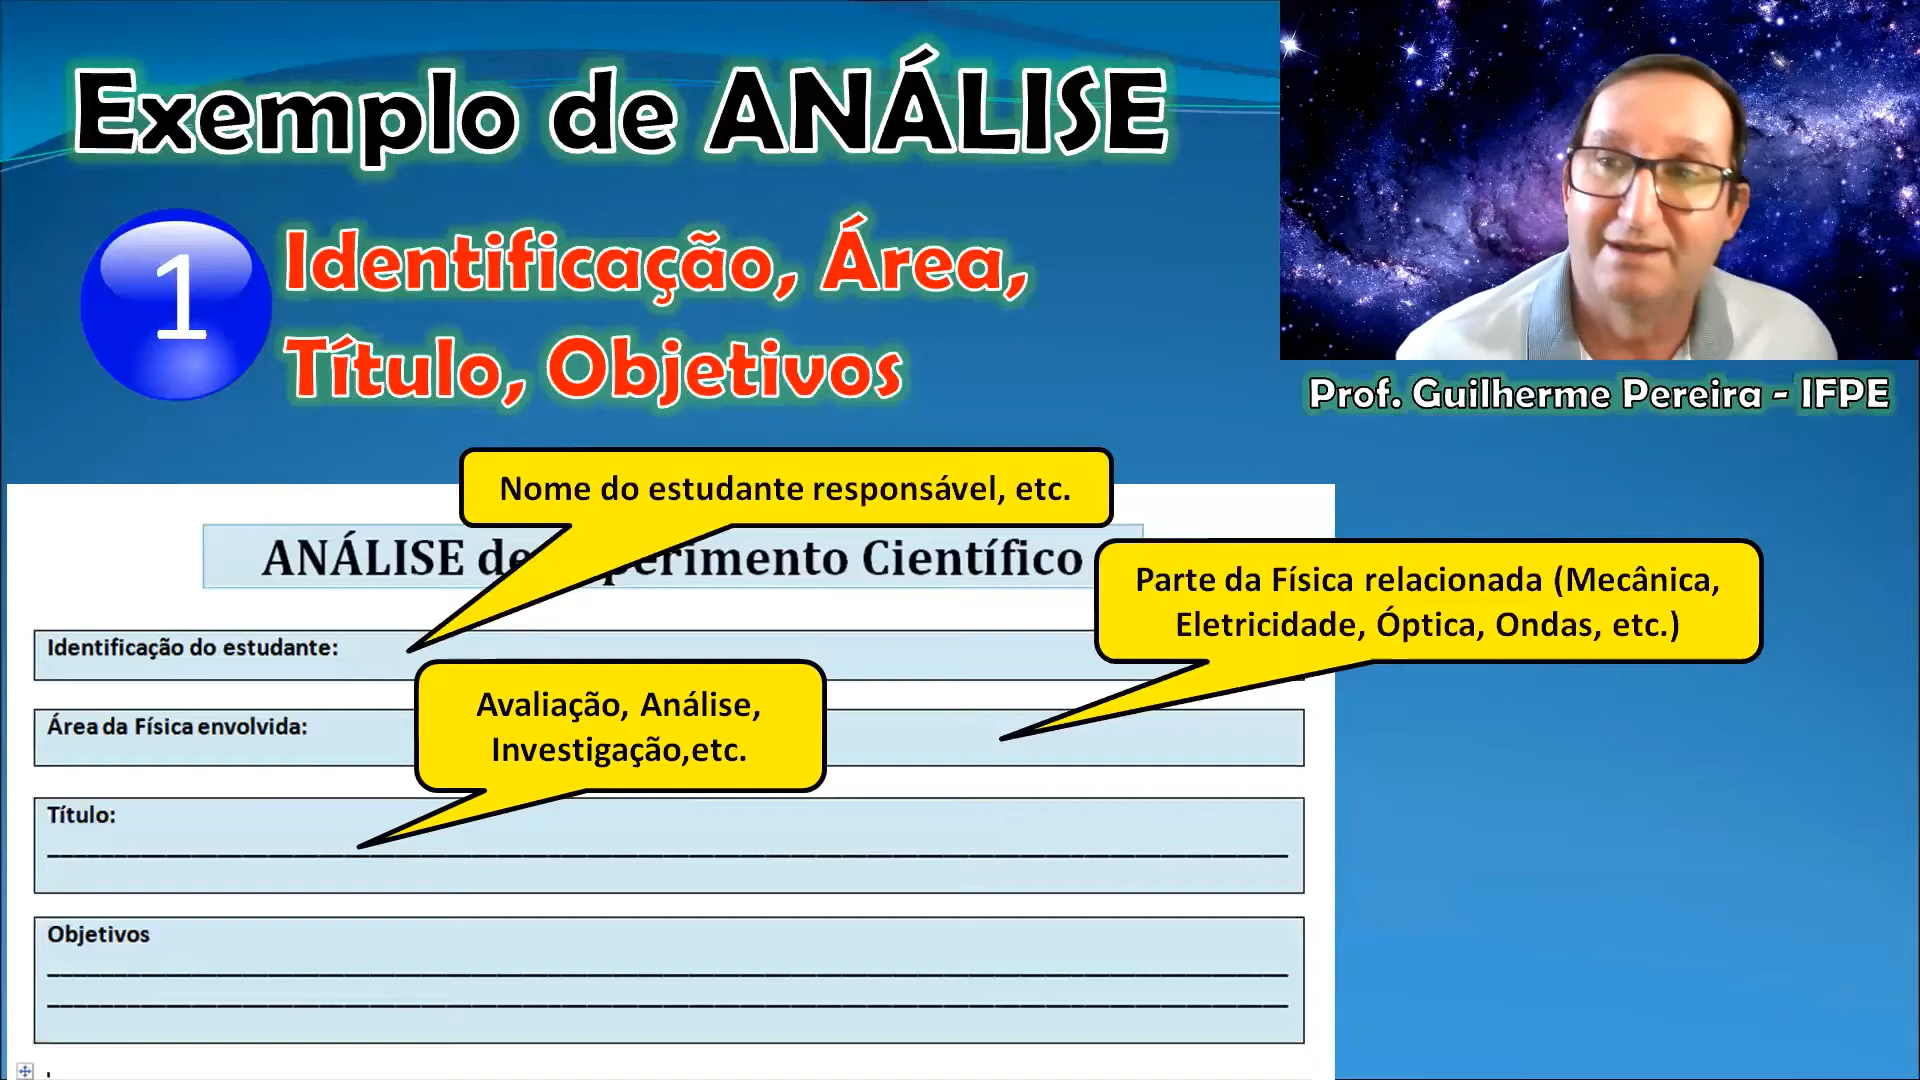 Exemplo de ANÁLISE
1
Identificação, Área,
Título, Objetivos
Prof. Guilherme Pereira - IFPE
Nome do estudante responsável, etc.
ANÁLISE de perimento Científico
Parte da Física relacionada (Mecânica,
Eletricidade, Óptica, Ondas, etc.)
Identificação do estudante:
Avaliação, Análise,
Investigação,etc.
Área da Física envolvida:
Título:
Objetivos